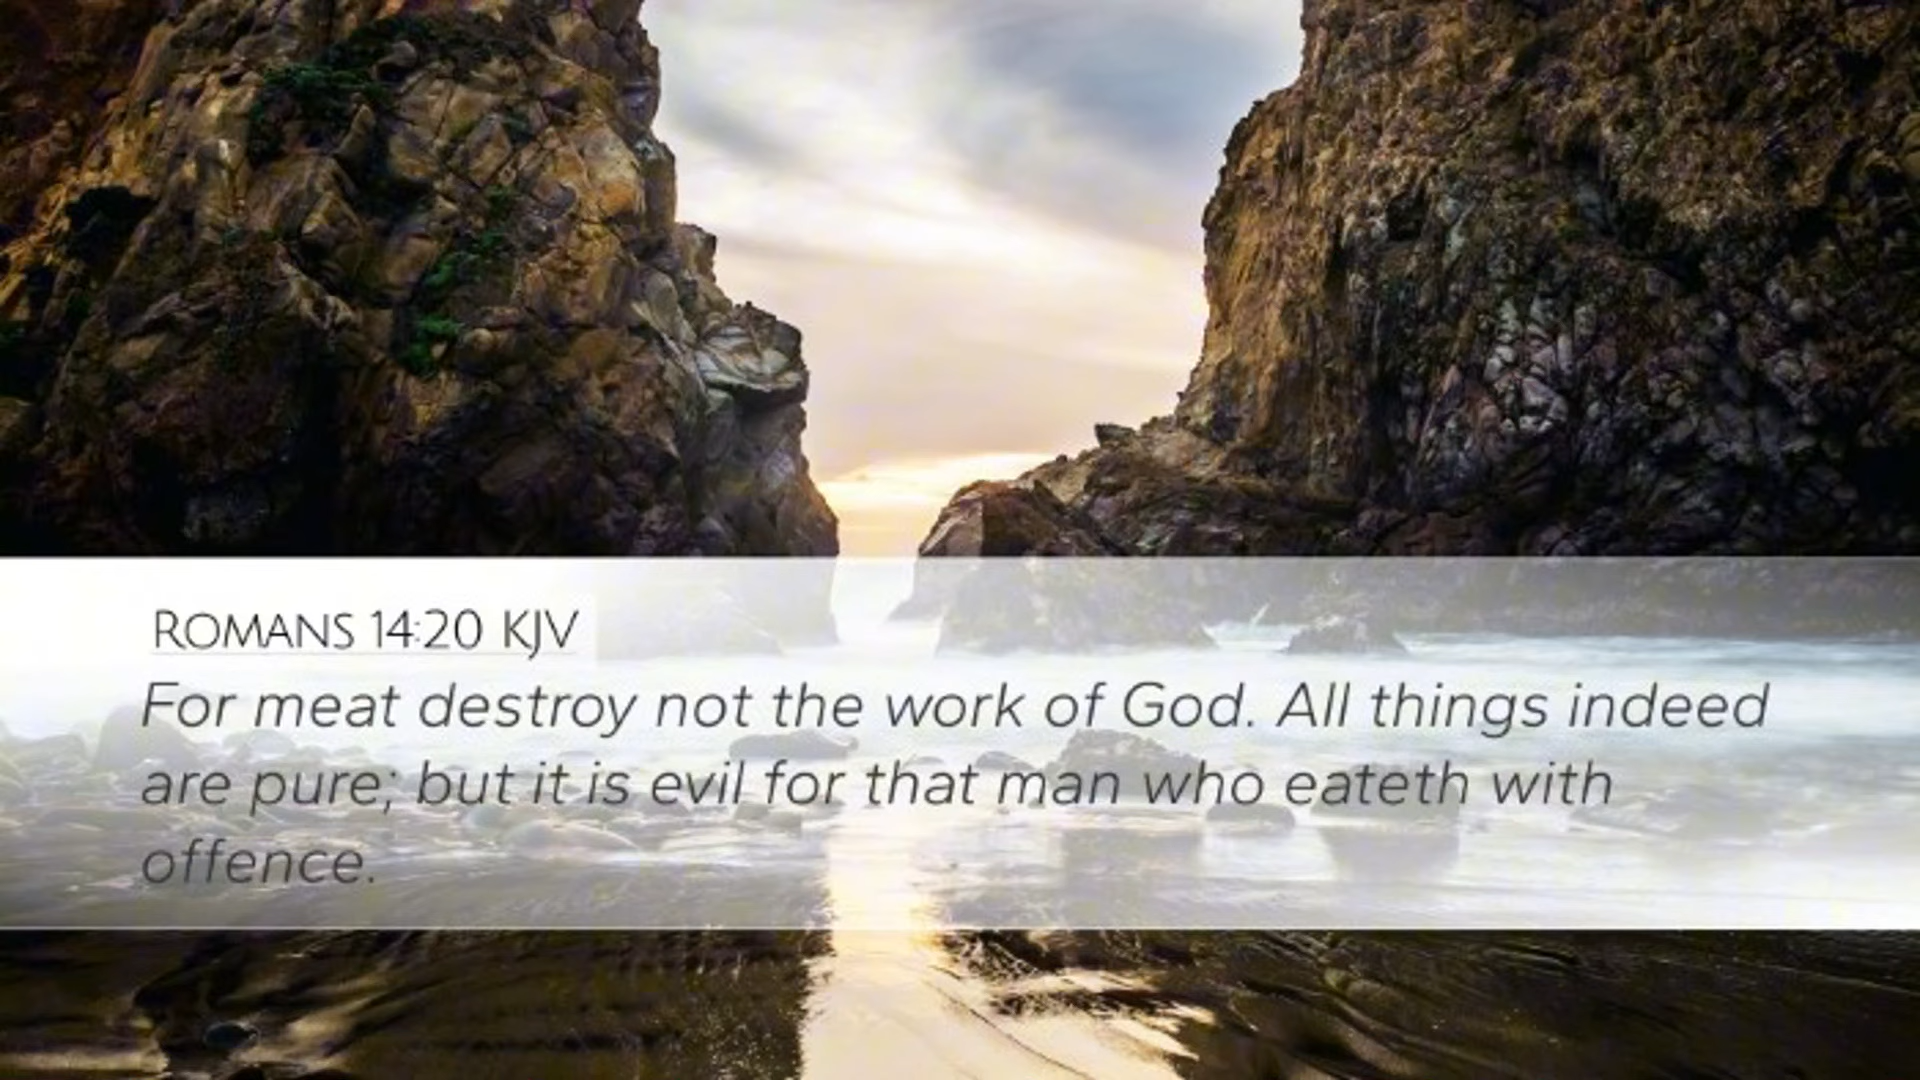 ROMANS 14:20 KJV
For meat destroy not the work of God. All things indeed
are pure; but it is evil for that man who eateth with
offence.